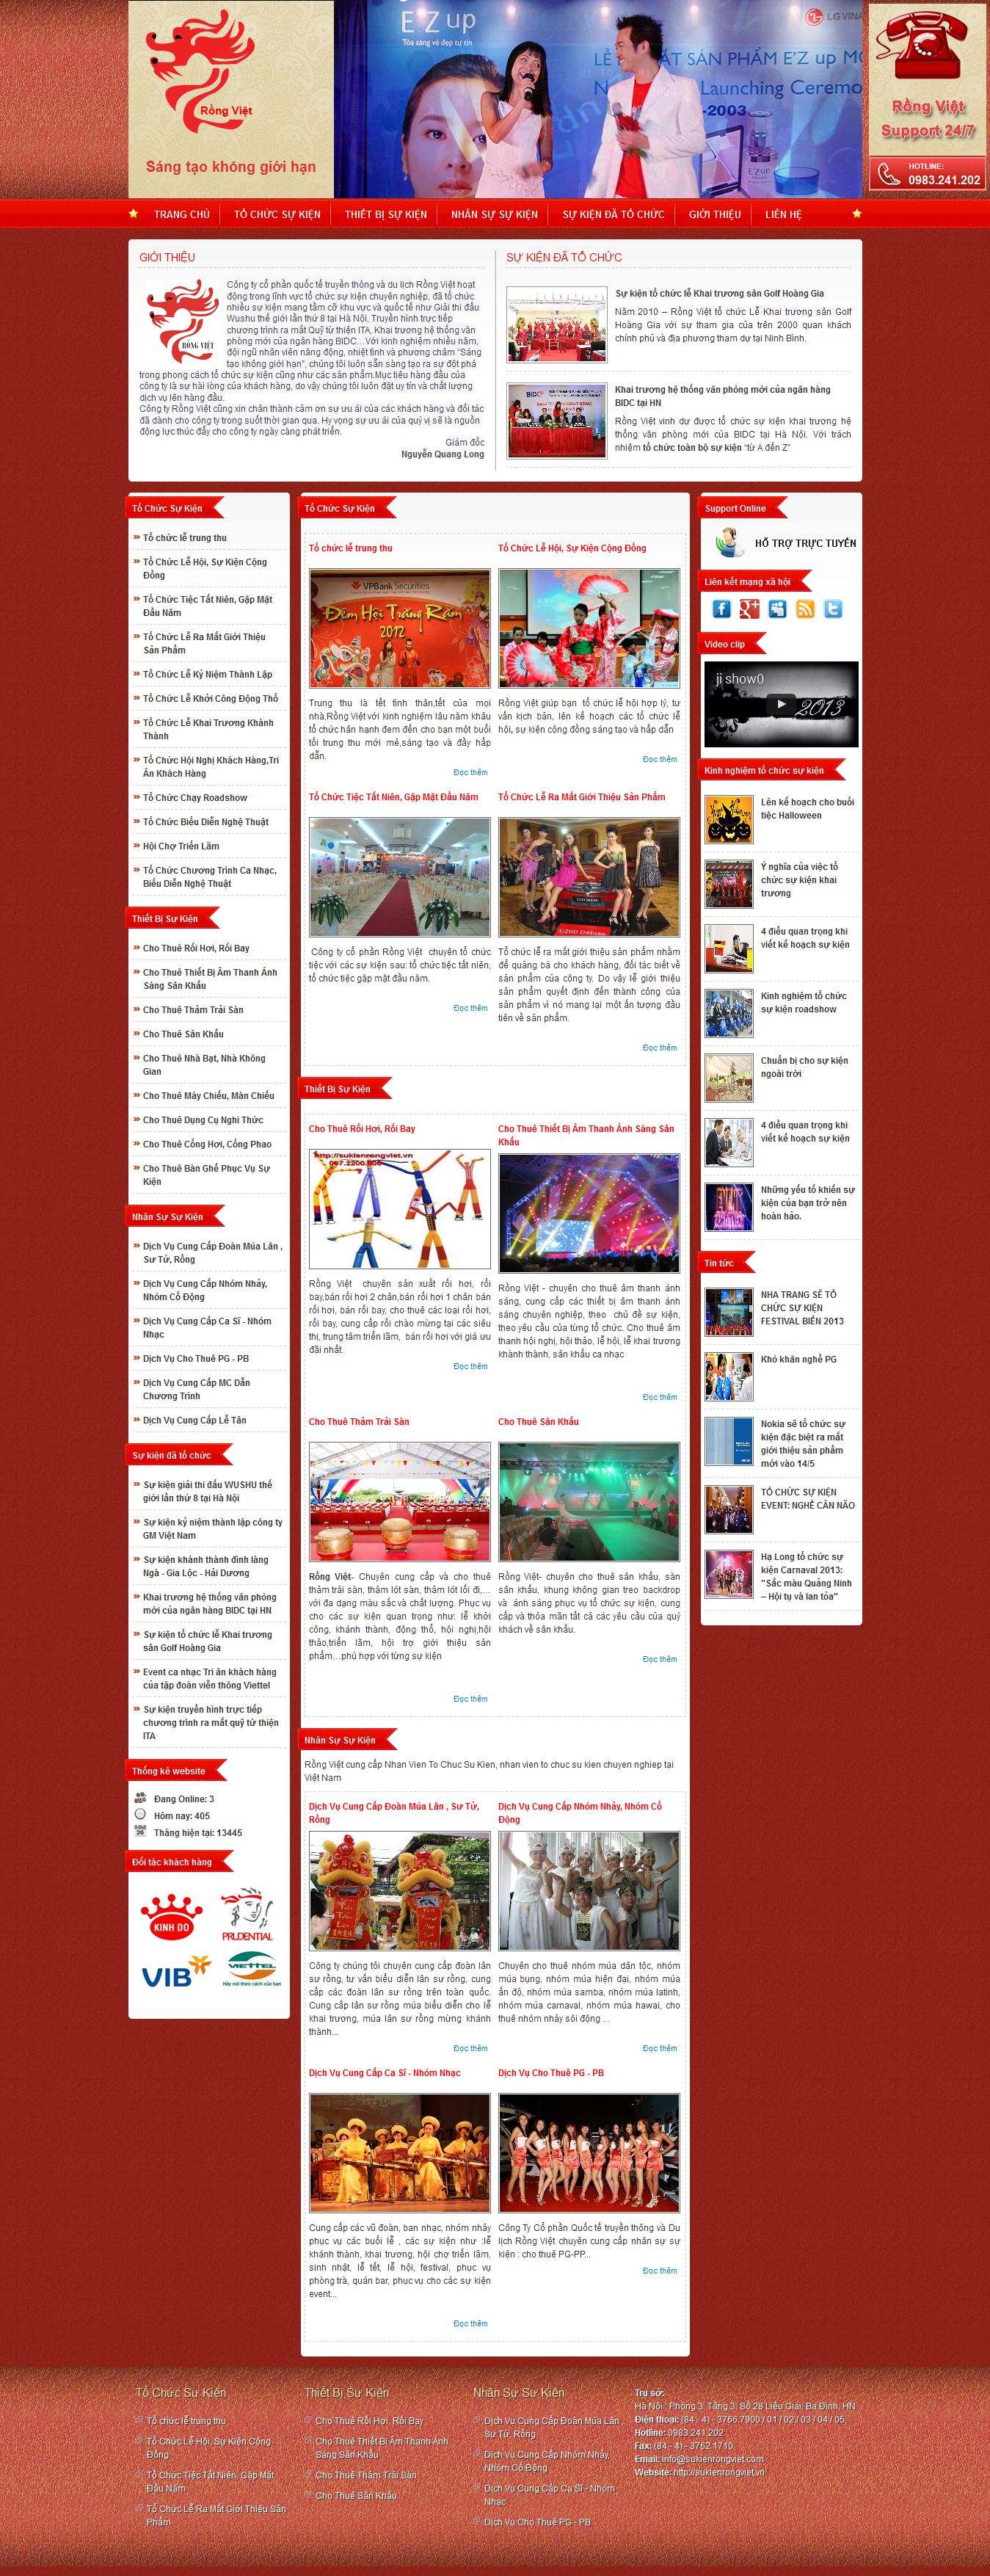 E'Z up
Tỏa sáng vẻ đẹp tự tin
LG VINA
LAUNCHING
-2003
Rồng Việt
Sáng tạo không giới hạn
Rồng Việt
Support 24/7
HOTLINE:
0983.241.202
TRANG CHỦ
TỔ CHỨC SỰ KIỆN
THIẾT BỊ SỰ KIỆN
NHÂN SỰ SỰ KIỆN
SỰ KIỆN ĐÃ TỔ CHỨC
GIỚI THIỆU
LIÊN HỆ
GIỚI THIỆU
RỒNG VIỆT
Công ty cổ phần quốc tế truyền thông và du lịch Rồng Việt hoạt
động trong lĩnh vực tổ chức sự kiện chuyên nghiệp, đã tổ chức
nhiều sự kiện mang tầm cỡ khu vực và quốc tế như Giải thi đấu
Wushu thế giới lần thứ 8 tại Hà Nội, Truyền hình trực tiếp
chương trình ra mắt Quỹ từ thiện ITA, Khai trương hệ thống văn
phòng mới của ngân hàng BIDC…Với kinh nghiệm nhiều năm,
đội ngũ nhân viên năng động, nhiệt tình và phương châm “Sáng
tạo không giới hạn”, chúng tôi luôn sẵn sàng tạo ra sự đột phá
trong phong cách tổ chức sự kiện cũng như các sản phẩm.Mục tiêu hàng đầu của
công ty là sự hài lòng của khách hàng, do vậy chúng tôi luôn đặt uy tín và chất lượng
dịch vụ lên hàng đầu.
Công ty Rồng Việt cũng xin chân thành cảm ơn sự ưu ái của các khách hàng và đối tác
đã dành cho công ty trong suốt thời gian qua. Hy vọng sự ưu ái của quý vị sẽ là nguồn
động lực thúc đẩy cho công ty ngày càng phát triển.
Giám đốc
Nguyễn Quang Long
SỰ KIỆN ĐÃ TỔ CHỨC
Sự kiện tổ chức lễ Khai trương sân Golf Hoàng Gia
Năm 2010 – Rồng Việt tổ chức Lễ Khai trương sân Golf
Hoàng Gia với sự tham gia của trên 2000 quan khách
chính phủ và địa phương tham dự tại Ninh Bình.
Khai trương hệ thống văn phòng mới của ngân hàng
BIDC tại HN
Rồng Việt vinh dự được tổ chức sự kiện khai trương hệ
thống văn phòng mới của BIDC tại Hà Nội. Với trách
nhiệm tổ chức toàn bộ sự kiện “từ A đến Z”
Tổ Chức Sự Kiện
Tổ chức lễ trung thu
Tổ Chức Lễ Hội, Sự Kiện Cộng
Đồng
Tổ Chức Tiệc Tất Niên, Gặp Mặt
Đầu Năm
Tổ Chức Lễ Ra Mắt Giới Thiệu
Sản Phẩm
Tổ Chức Lễ Kỷ Niệm Thành Lập
Tổ Chức Lễ Khởi Công Động Thổ
Tổ Chức Lễ Khai Trương Khánh
Thành
Tổ Chức Hội Nghị Khách Hàng,Tri
Ân Khách Hàng
Tổ Chức Chạy Roadshow
Tổ Chức Biểu Diễn Nghệ Thuật
Hội Chợ Triển Lãm
Tổ Chức Chương Trình Ca Nhạc,
Biểu Diễn Nghệ Thuật
Thiết Bị Sự Kiện
Cho Thuê Rối Hơi, Rối Bay
Cho Thuê Thiết Bị Âm Thanh Ánh
Sáng Sân Khấu
Cho Thuê Thảm Trải Sàn
Cho Thuê Sân Khấu
Cho Thuê Nhà Bạt, Nhà Không
Gian
Cho Thuê Máy Chiếu, Màn Chiếu
Cho Thuê Dụng Cụ Nghi Thức
Cho Thuê Cổng Hơi, Cổng Phao
Cho Thuê Bàn Ghế Phục Vụ Sự
Kiện
Nhân Sự Sự Kiện
Dịch Vụ Cung Cấp Đoàn Múa Lân ,
Sư Tử, Rồng
Dịch Vụ Cung Cấp Nhóm Nhảy,
Nhóm Cổ Động
Dịch Vụ Cung Cấp Ca Sĩ - Nhóm
Nhạc
Dịch Vụ Cho Thuê PG - PB
Dịch Vụ Cung Cấp MC Dẫn
Chương Trình
Dịch Vụ Cung Cấp Lễ Tân
Sự kiện đã tổ chức
Sự kiện giải thi đấu WUSHU thế
giới lần thứ 8 tại Hà Nội
Sự kiện kỷ niệm thành lập công ty
GM Việt Nam
Sự kiện khánh thành đình làng
Ngà - Gia Lộc - Hải Dương
Khai trương hệ thống văn phòng
mới của ngân hàng BIDC tại HN
Sự kiện tổ chức lễ Khai trương
sân Golf Hoàng Gia
Event ca nhạc Tri ân khách hàng
của tập đoàn viễn thông Viettel
Sự kiện truyền hình trực tiếp
chương trình ra mắt quỹ từ thiện
ITA
Thống kê website
Đang Online: 3
Hôm nay: 405
Tháng hiện tại: 13445
Đối tác khách hàng
KINH DO
PRUDENTIAL
VIB
VIETTEL
Hãy nói theo cách của bạn
Tổ Chức Sự Kiện
Tổ chức lễ trung thu
VPBank Securities
Đêm Hội Trăng Rằm
2012
Trung thu là tết tình thân,tết của mọi
nhà,Rồng Việt với kinh nghiệm lâu năm khâu
tổ chức hân hạnh đem đến cho bạn một buổi
tối trung thu mới mẻ,sáng tạo và đầy hấp
dẫn.
Đọc thêm
Tổ Chức Lễ Hội, Sự Kiện Cộng Đồng
Rồng Việt giúp bạn tổ chức lễ hội hợp lý, tư
vấn kịch bản, lên kế hoạch các tổ chức lễ
hội, sự kiện cộng đồng sáng tạo và hấp dẫn
Đọc thêm
Tổ Chức Tiệc Tất Niên, Gặp Mặt Đầu Năm
Công ty cổ phần Rồng Việt chuyên tổ chức
tiệc với các sự kiện sau: tổ chức tiệc tất niên,
tổ chức tiệc gặp mặt đầu năm.
Đọc thêm
Tổ Chức Lễ Ra Mắt Giới Thiệu Sản Phẩm
Tổ chức lễ ra mắt giới thiệu sản phẩm nhằm
để quảng bá cho khách hàng, đối tác biết về
sản phẩm của công ty. Do vậy lễ giới thiệu
sản phẩm quyết định đến thành công của
sản phẩm vì nó mang lại một ấn tượng đầu
tiên về sản phẩm.
Đọc thêm
Thiết Bị Sự Kiện
Cho Thuê Rối Hơi, Rối Bay
http://sukienrongviet.vn
Rồng Việt chuyên sản xuất rối hơi, rối
bay,bán rối hơi 2 chân,bán rối hơi 1 chân bán
rối hơi, bán rối bay, cho thuê các loại rối hơi,
rối bay, cung cấp rối chào mừng tại các siêu
thị, trung tâm triển lãm, bán rối hơi với giá ưu
đãi nhất.
Đọc thêm
Cho Thuê Thiết Bị Âm Thanh Ánh Sáng Sân
Khấu
Rồng Việt - chuyên cho thuê âm thanh ánh
sáng, cung cấp các thiết bị âm thanh ánh
sáng chuyên nghiệp, theo chủ đề sự kiện,
theo yêu cầu của từng tổ chức. Cho thuê âm
thanh hội nghị, hội thảo, lễ hội, lễ khai trương
khánh thành, sân khấu ca nhạc
Đọc thêm
Cho Thuê Thảm Trải Sàn
Rồng Việt- Chuyên cung cấp và cho thuê
thảm trải sàn, thảm lót sàn, thảm lót lối đi,…
với đa dạng màu sắc và chất lượng. Phục vụ
cho các sự kiện quan trọng như: lễ khởi
công, khánh thành, động thổ, hội nghị,hội
thảo,triển lãm, hội trợ giới thiệu sản
phẩm…phù hợp với từng sự kiện
Đọc thêm
Cho Thuê Sân Khấu
Rồng Việt- chuyên cho thuê sân khấu, sàn
sân khấu, khung không gian treo backdrop
và ánh sáng phục vụ tổ chức sự kiện, cung
cấp và thỏa mãn tất cả các yêu cầu của quý
khách về sân khấu.
Đọc thêm
Nhân Sự Sự Kiện
Rồng Việt cung cấp Nhan Vien To Chuc Su Kien, nhan vien to chuc su kien chuyen nghiep tại
Việt Nam
Dịch Vụ Cung Cấp Đoàn Múa Lân , Sư Tử,
Rồng
Công ty chúng tôi chuyên cung cấp đoàn lân
sư rồng, tư vấn biểu diễn lân sư rồng, cung
cấp các đoàn lân sư rồng trên toàn quốc.
Cung cấp lân sư rồng múa biểu diễn cho lễ
khai trương, múa lân sư rồng mừng khánh
thành...
Đọc thêm
Dịch Vụ Cung Cấp Nhóm Nhảy, Nhóm Cổ
Động
Chuyên cho thuê nhóm múa dân tộc, nhóm
múa bụng, nhóm múa hiện đại, nhóm múa
ấn độ, nhóm múa samba, nhóm múa latinh,
nhóm múa carnaval, nhóm múa hawai, cho
thuê nhóm nhảy sôi động …
Đọc thêm
Dịch Vụ Cung Cấp Ca Sĩ - Nhóm Nhạc
Cung cấp các vũ đoàn, ban nhạc, nhóm nhảy
phục vụ các buổi lễ , các sự kiện như :lễ
khánh thành, khai trương, hội chợ triển lãm,
sinh nhật, lễ tết, lễ hội, festival, phục vụ
phòng trà, quán bar, phục vụ cho các sự kiện
event...
Đọc thêm
Dịch Vụ Cho Thuê PG - PB
Công Ty Cổ phần Quốc tế truyền thông và Du
lịch Rồng Việt chuyên cung cấp nhân sự sự
kiện : cho thuê PG-PP...
Đọc thêm
Support Online
HỖ TRỢ TRỰC TUYẾN
Liên kết mạng xã hội
Video clip
ji show0
2013
Kinh nghiệm tổ chức sự kiện
Lên kế hoạch cho buổi
tiệc Halloween
Ý nghĩa của việc tổ
chức sự kiện khai
trương
4 điều quan trọng khi
viết kế hoạch sự kiện
Kinh nghiệm tổ chức
sự kiện roadshow
Chuẩn bị cho sự kiện
ngoài trời
4 điều quan trọng khi
viết kế hoạch sự kiện
Những yếu tố khiến sự
kiện của bạn trở nên
hoàn hảo.
Tin tức
NHA TRANG SẼ TỔ
CHỨC SỰ KIỆN
FESTIVAL BIỂN 2013
Khó khăn nghề PG
Nokia sẽ tổ chức sự
kiện đặc biệt ra mắt
giới thiệu sản phẩm
mới vào 14/5
TỔ CHỨC SỰ KIỆN
EVENT: NGHỀ CÂN NÃO
Hạ Long tổ chức sự
kiện Carnaval 2013:
"Sắc màu Quảng Ninh
– Hội tụ và lan tỏa"
Tổ Chức Sự Kiện
Tổ chức lễ trung thu
Tổ Chức Lễ Hội, Sự Kiện Cộng
Đồng
Tổ Chức Tiệc Tất Niên, Gặp Mặt
Đầu Năm
Tổ Chức Lễ Ra Mắt Giới Thiệu Sản
Phẩm
Thiết Bị Sự Kiện
Cho Thuê Rối Hơi, Rối Bay
Cho Thuê Thiết Bị Âm Thanh Ánh
Sáng Sân Khấu
Cho Thuê Thảm Trải Sàn
Cho Thuê Sân Khấu
Nhân Sự Sự Kiện
Dịch Vụ Cung Cấp Đoàn Múa Lân ,
Sư Tử, Rồng
Dịch Vụ Cung Cấp Nhóm Nhảy,
Nhóm Cổ Động
Dịch Vụ Cung Cấp Ca Sĩ - Nhóm
Nhạc
Dịch Vụ Cho Thuê PG - PB
Trụ sở:
Hà Nội : Phòng 3, Tầng 3, Số 28 Liễu Giai, Ba Đình, HN
Điện thoại: (84 - 4) - 3766.7900 / 01 / 02 / 03 / 04 / 05,
Hotline: 0983 241 202
Fax: (84 - 4) - 3762 1710,
Email: info@sukienrongviet.com
Website: http://sukienrongviet.vn